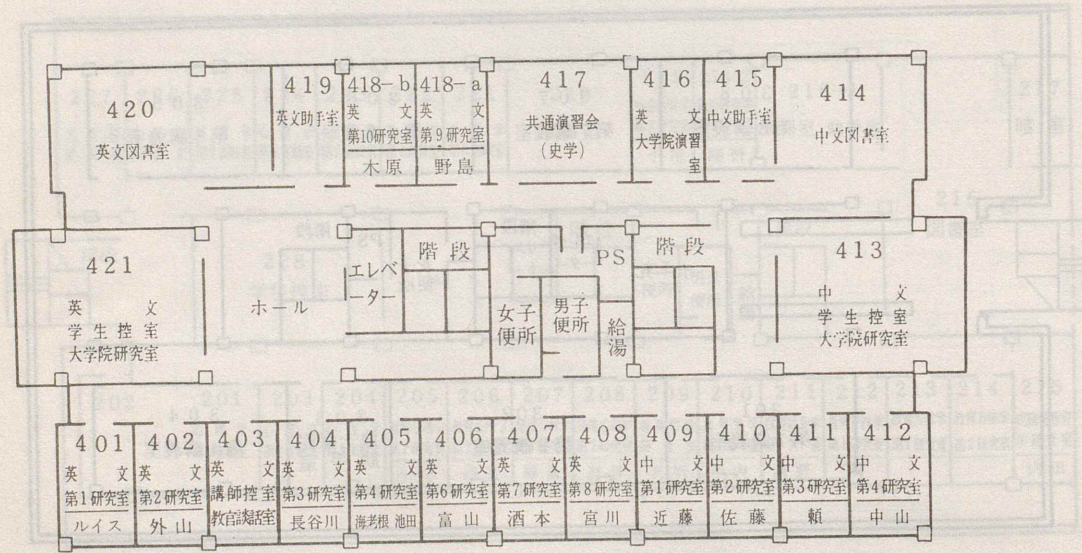 420
英文図書室
419
英文助手室
418-b
英 文
第10研究室
木原
418-a
英 文
第9研究室
野島
417
共通演習会
(史学)
416
英 文
大学院演習
室
415
中文助手室
414
中文図書室
421
英 文
学生控室
大学院研究室
ホール
エレベ
ーター
階段
女子
便所
男子
便所
PS
給
湯
階段
413
中 文
学生控室
大学院研究室
401
英 文
第1研究室
ルイス
402
英 文
第2研究室
外山
403
英 文
講師控室
教官談話室
404
英 文
第3研究室
長谷川
405
英 文
第4研究室
海老根 池田
406
英 文
第6研究室
富山
407
英 文
第7研究室
酒本
408
英 文
第8研究室
宮川
409
中 文
第1研究室
近藤
410
中 文
第2研究室
佐藤
411
中 文
第3研究室
頼
412
中 文
第4研究室
中山